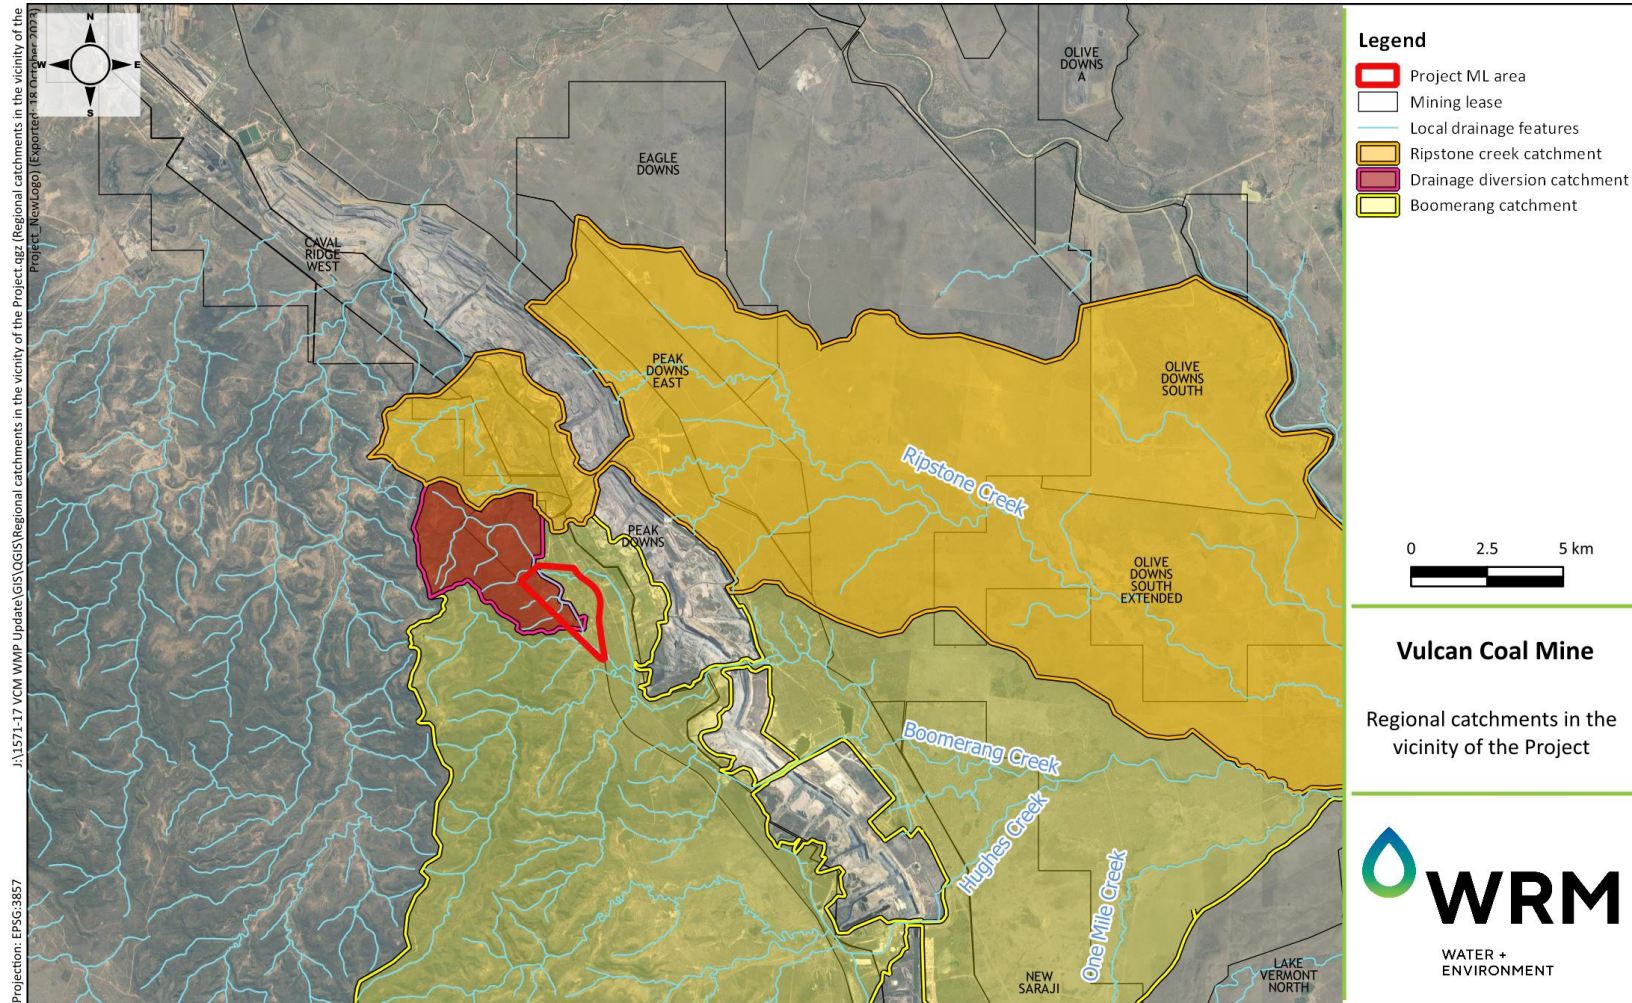 J:\1571-17 VCM WMP Update\GIS\QGIS\Regional catchments in the vicinity of the Project.qgz (Regional catchments in the vicinity of the
Project_NewLogo) (Exported: 18 October 2023)
Projection: EPSG:3857
N
W
E
S
OLIVE
DOWNS
A
EAGLE
DOWNS
CAVAL
RIDGE
WEST
PEAK
DOWNS
EAST
OLIVE
DOWNS
SOUTH
Ripstone Creek
PEAK
DOWNS
OLIVE
DOWNS
SOUTH
EXTENDED
Boomerang Creek
Hughes Creek
One Mile Creek
NEW
SARAJI
LAKE
VERMONT
NORTH
Legend
Project ML area
Mining lease
Local drainage features
Ripstone creek catchment
Drainage diversion catchment
Boomerang catchment
0 2.5 5 km
Vulcan Coal Mine
Regional catchments in the
vicinity of the Project
WRM
WATER +
ENVIRONMENT